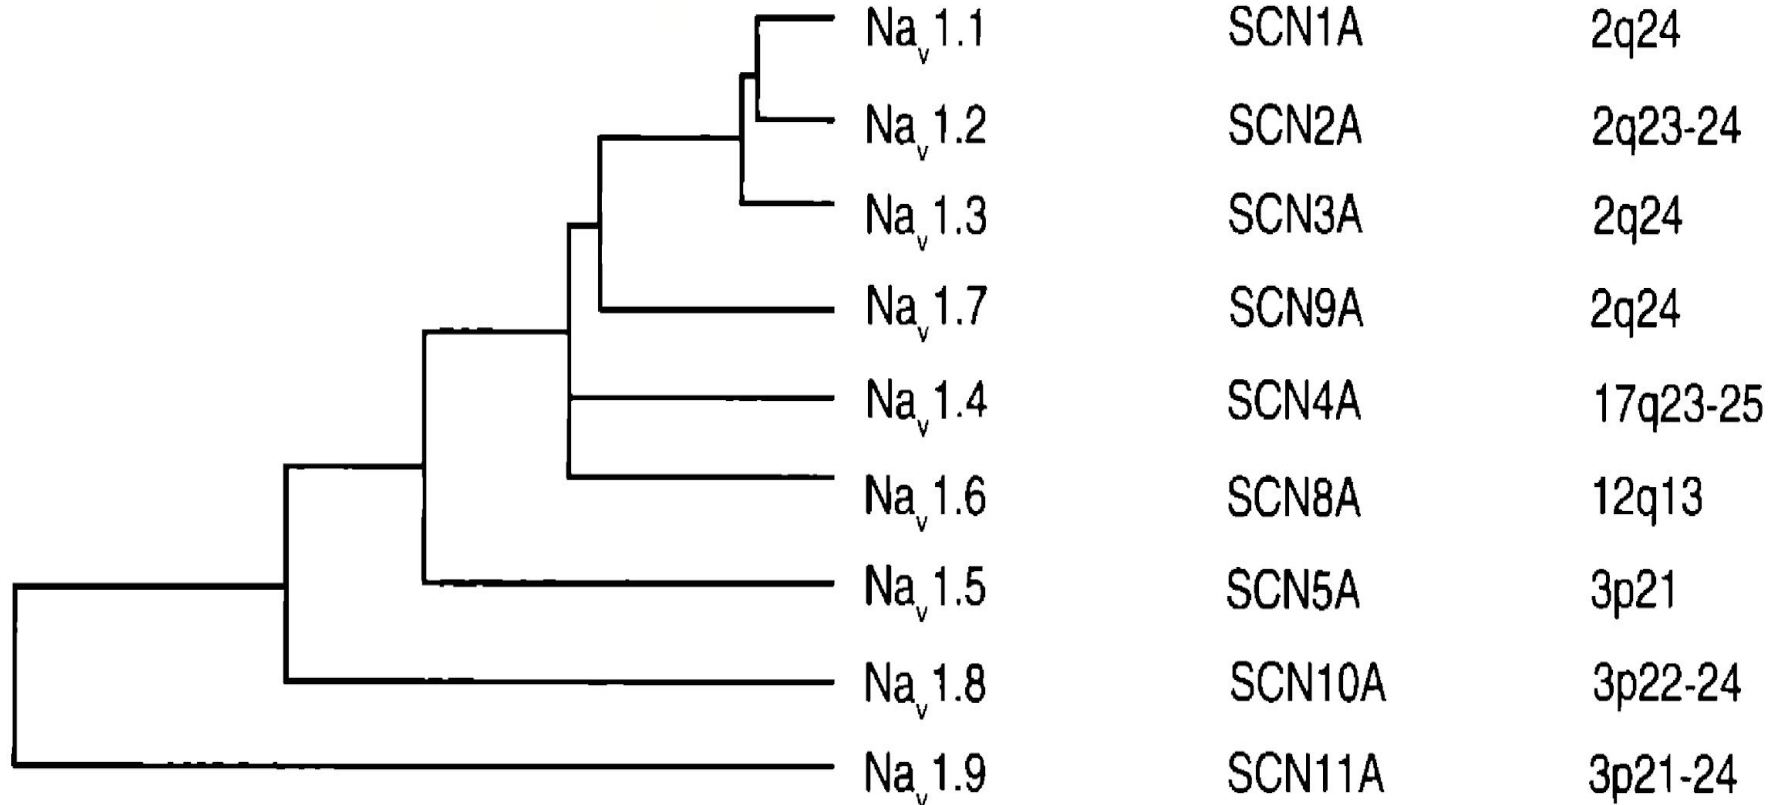 Nav1.1 SCN1A 2q24
Nav1.2 SCN2A 2q23-24
Nav1.3 SCN3A 2q24
Nav1.7 SCN9A 2q24
Nav1.4 SCN4A 17q23-25
Nav1.6 SCN8A 12q13
Nav1.5 SCN5A 3p21
Nav1.8 SCN10A 3p22-24
Nav1.9 SCN11A 3p21-24